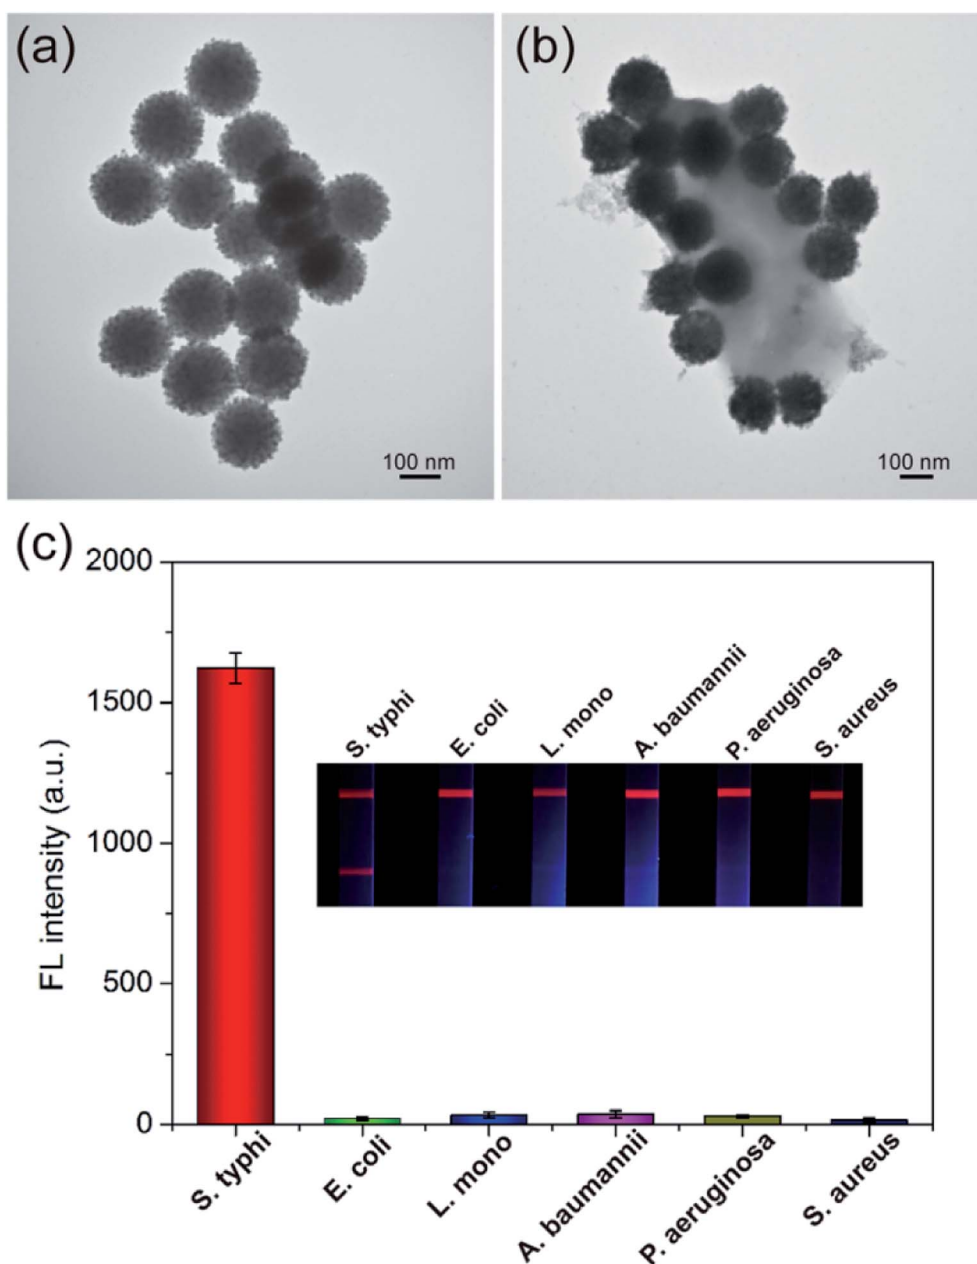 (a)
100 nm
(b)
100 nm
(c)
FL intensity (a.u.)
2000
1500
1000
500
0
S. typhi
E. coli
L. mono
A. baumannii
P. aeruginosa
S. aureus
S. typhi
E. coli
L. mono
A. baumannii
P. aeruginosa
S. aureus